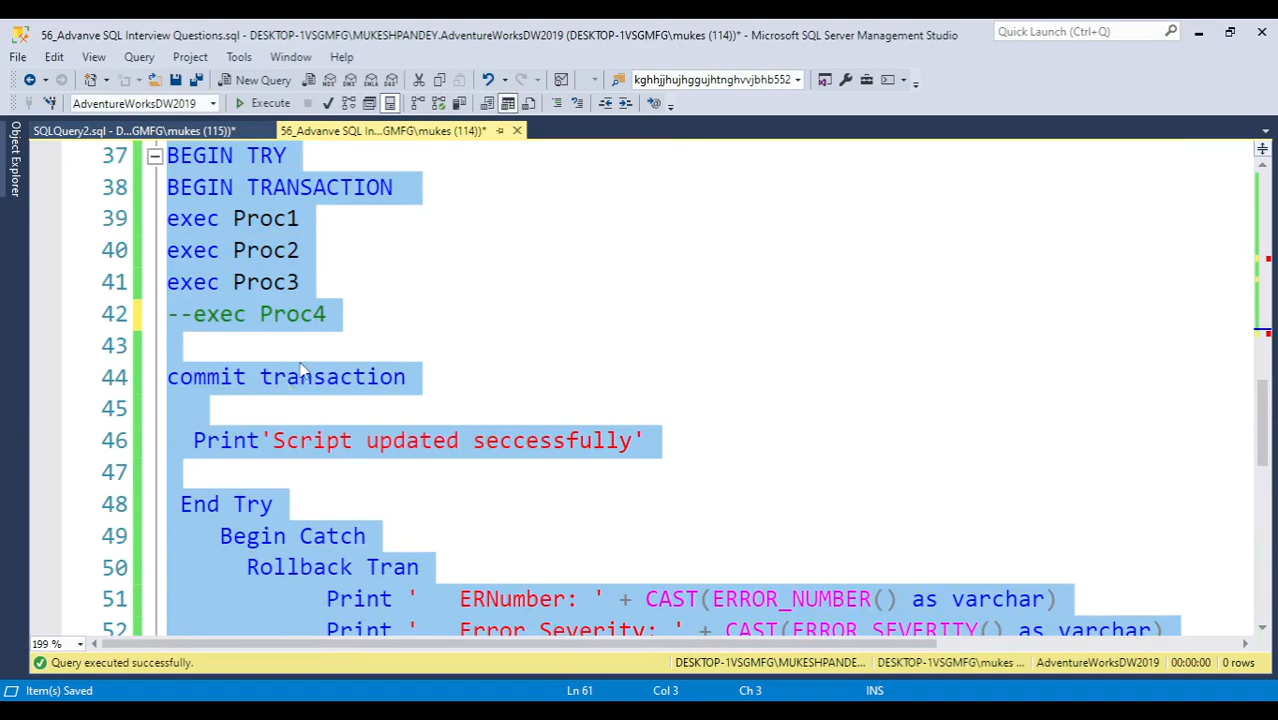 56_Advanve SQL Interview Questions.sql - DESKTOP-1VSGMFG\MUKESHPANDEY.AdventureWorksDW2019 (DESKTOP-1VSGMFG\mukes (114))* - Microsoft SQL Server Management Studio
Quick Launch (Ctrl+Q)
File Edit View Query Project Tools Window Help
New Query
kghhjjhujhggujhtnghvvjbhb552
AdventureWorksDW2019
Execute
SQLQuery2.sql - D...GMFG\mukes (115))*
56_Advanve SQL In...GMFG\mukes (114))*
Object Explorer
37 BEGIN TRY
38 BEGIN TRANSACTION
39 exec Proc1
40 exec Proc2
41 exec Proc3
42 --exec Proc4
43
44 commit transaction
45
46 Print'Script updated seccessfully'
47
48 End Try
49 Begin Catch
50 Rollback Tran
51 Print '   ERNumber: ' + CAST(ERROR_NUMBER() as varchar)
52 Print '   Error Severity: ' + CAST(ERROR_SEVERITY() as varchar)
199 %
Query executed successfully.
DESKTOP-1VSGMFG\MUKESHPANDE...
DESKTOP-1VSGMFG\mukes ...
AdventureWorksDW2019
00:00:00
0 rows
Item(s) Saved
Ln 61
Col 3
Ch 3
INS